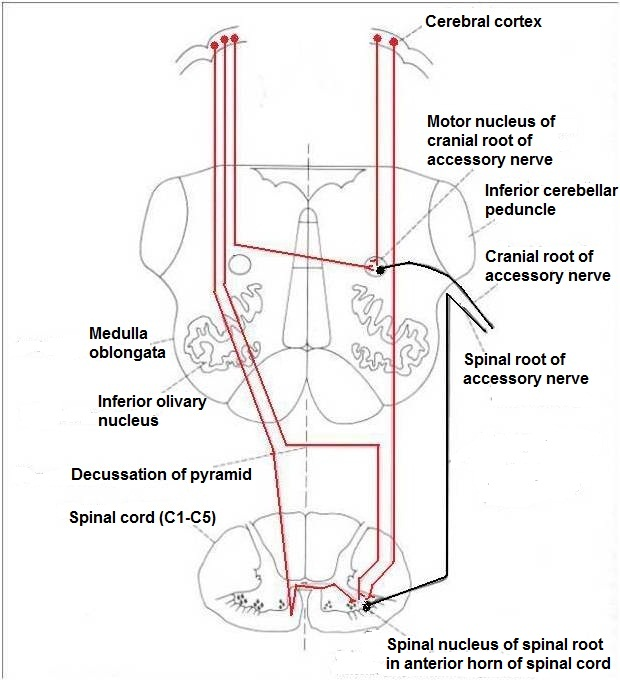 Cerebral cortex
Motor nucleus of
cranial root of
accessory nerve
Inferior cerebellar
peduncle
Cranial root of
accessory nerve
Medulla
oblongata
Spinal root of
accessory nerve
Inferior olivary
nucleus
Decussation of pyramid
Spinal cord (C1-C5)
Spinal nucleus of spinal root
in anterior horn of spinal cord